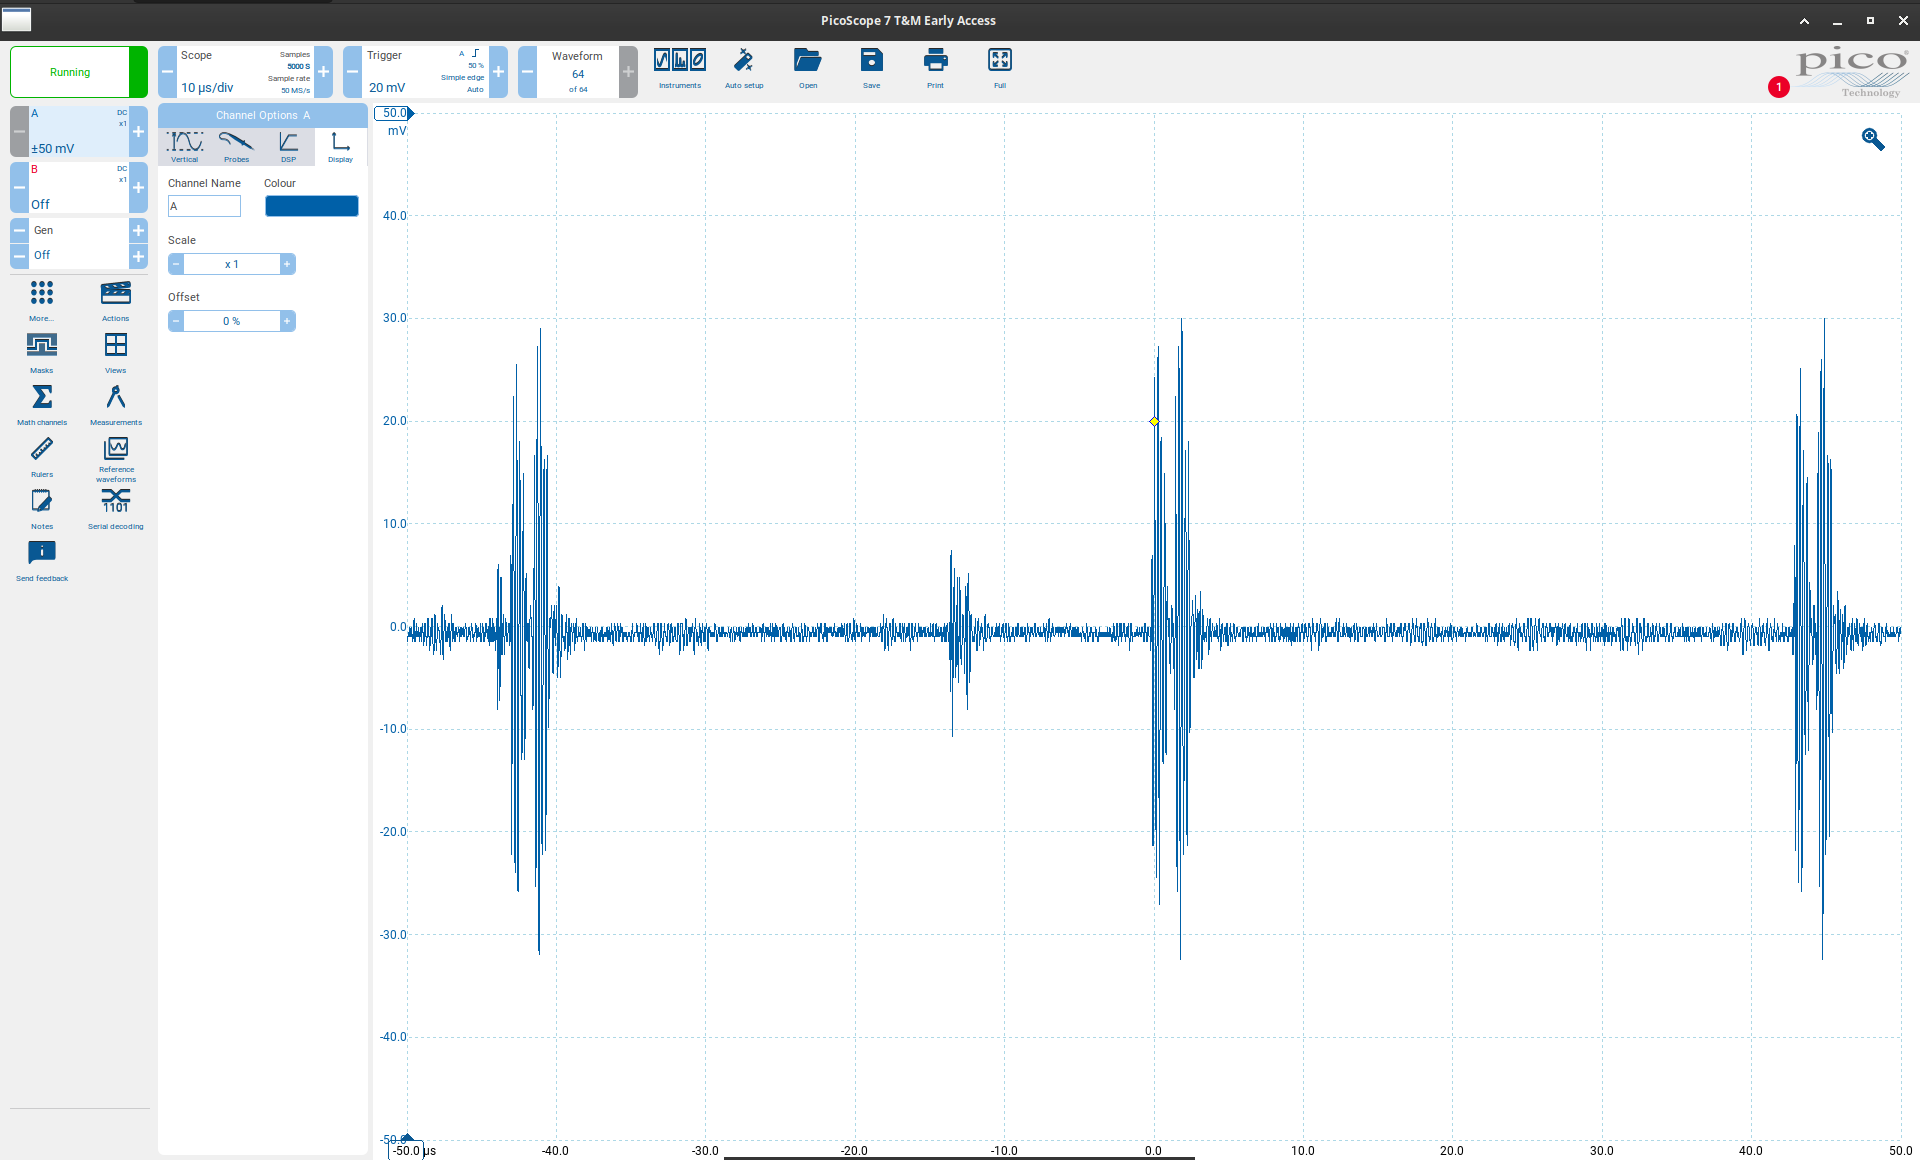 PicoScope 7 T&M Early Access
Running
Scope
10 µs/div
Samples
5000 S
Sample rate
50 MS/s
Trigger
20 mV
A
50 %
Simple edge
Auto
Waveform
64
of 64
Instruments
Auto setup
Open
Save
Print
Full
1
pico
Technology
A
DC
x1
±50 mV
B
DC
x1
Off
Gen
Off
More...
Actions
Masks
Views
Math channels
Measurements
Rulers
Reference
waveforms
Notes
1101
Serial decoding
Send feedback
Channel Options A
Vertical
Probes
DSP
Display
Channel Name
Colour
A
Scale
x 1
Offset
0 %
50.0
mV
40.0
30.0
20.0
10.0
0.0
-10.0
-20.0
-30.0
-40.0
-50.0
-50.0 µs
-40.0
-30.0
-20.0
-10.0
0.0
10.0
20.0
30.0
40.0
50.0